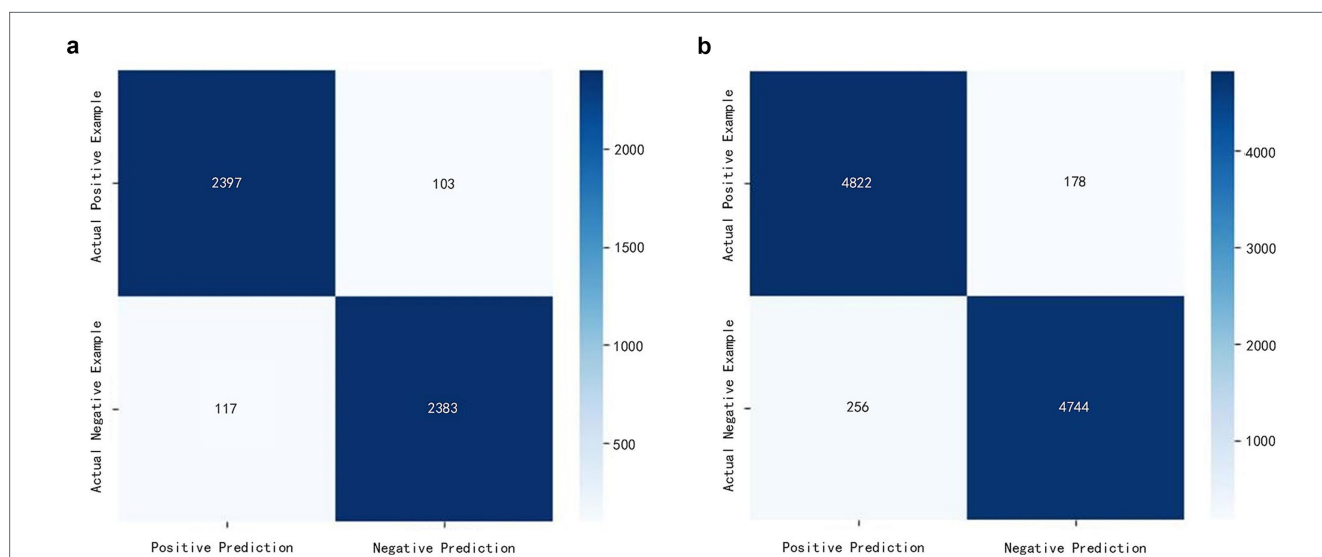 a
Actual Positive Example
Actual Negative Example
2397
103
117
2383
Positive Prediction
Negative Prediction
2000
1500
1000
500
b
Actual Positive Example
Actual Negative Example
4822
178
256
4744
Positive Prediction
Negative Prediction
4000
3000
2000
1000